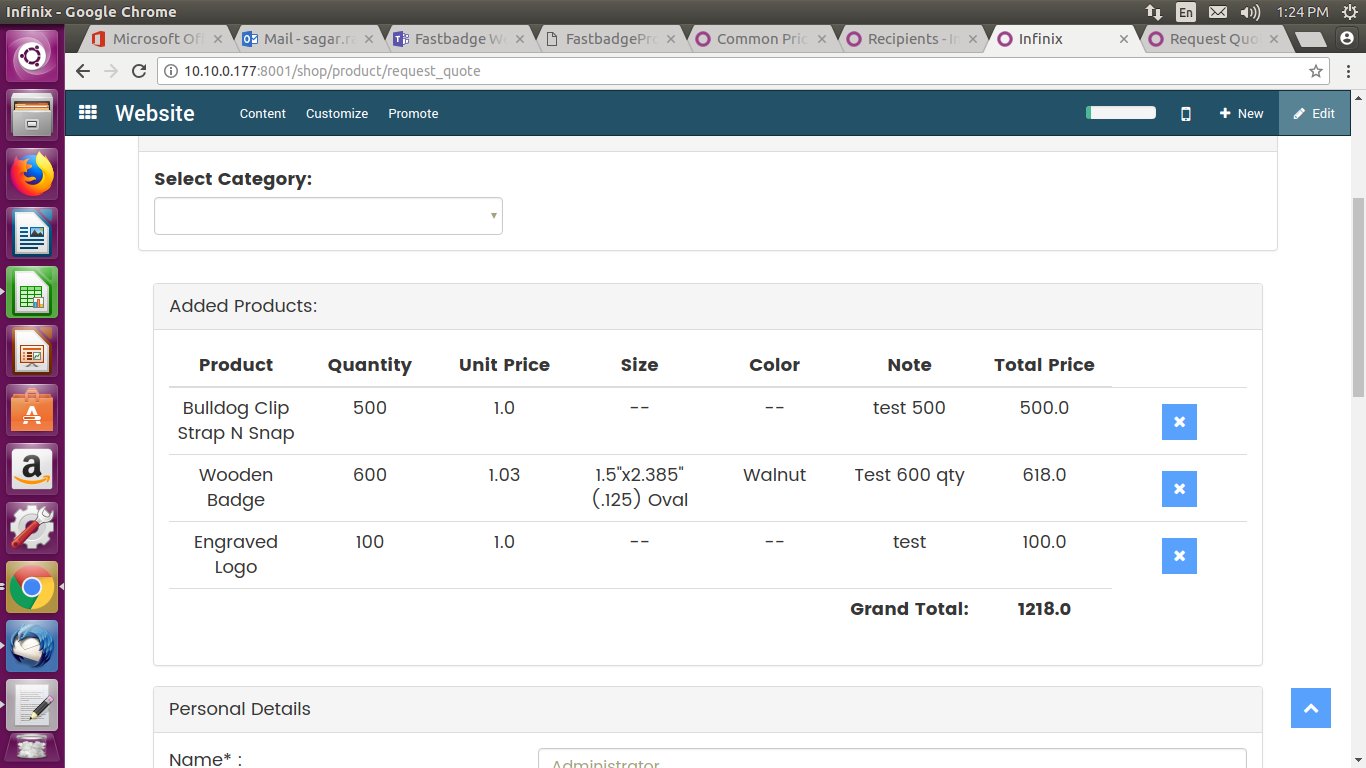 Infinix - Google Chrome
En
1:24 PM
Microsoft Of
Mail - sagar.r
Fastbadge W
FastbadgePro
Common Pric
Recipients - I
Infinix
Request Quo
10.10.0.177:8001/shop/product/request_quote
Website Content Customize Promote
+ New Edit
Select Category:
Added Products:
Product Quantity Unit Price Size Color Note Total Price
Bulldog Clip 500 1.0 -- -- test 500 500.0
Strap N Snap
Wooden 600 1.03 1.5"x2.385" Walnut Test 600 qty 618.0
Badge (.125) Oval
Engraved 100 1.0 -- -- test 100.0
Logo
Grand Total: 1218.0
Personal Details
Name* :
Administrator